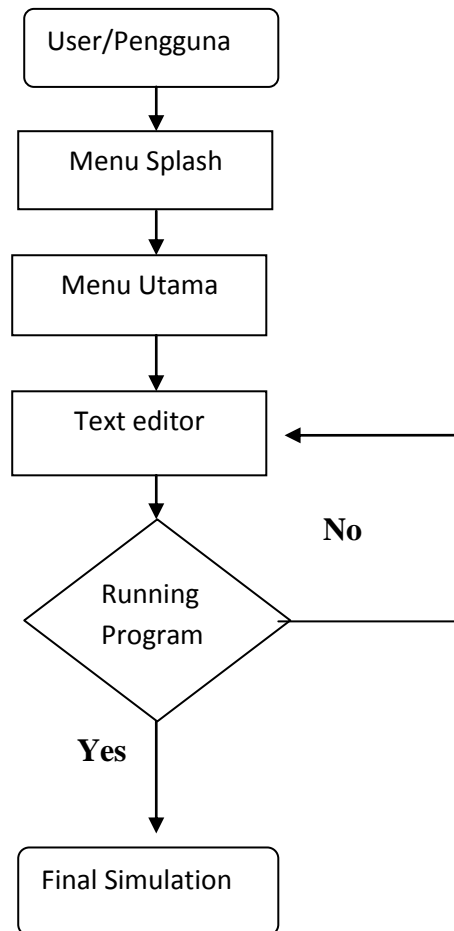 User/Pengguna
Menu Splash
Menu Utama
Text editor
No
Running
Program
Yes
Final Simulation